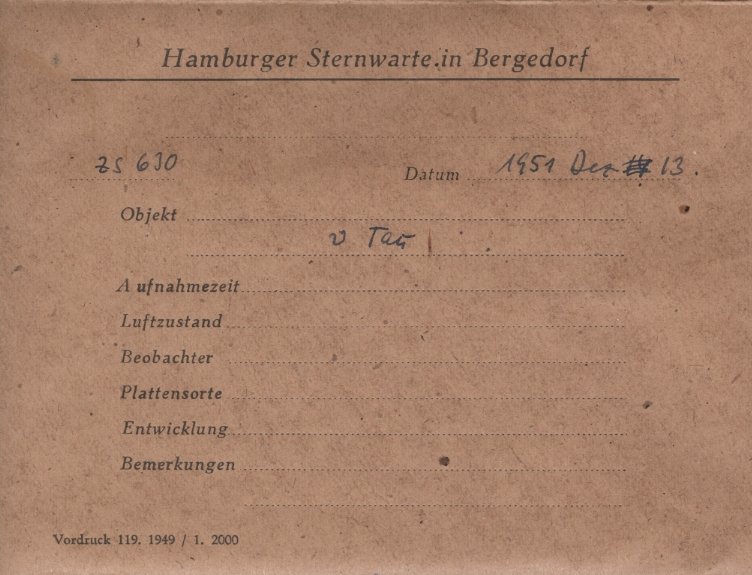 Hamburger Sternwarte in Bergedorf
ZS 630 Datum 1951 Dez 13.
Objekt
υ Tau
Aufnahmezeit
Luftzustand
Beobachter
Plattensorte
Entwicklung
Bemerkungen
Vordruck 119. 1949 / 1. 2000